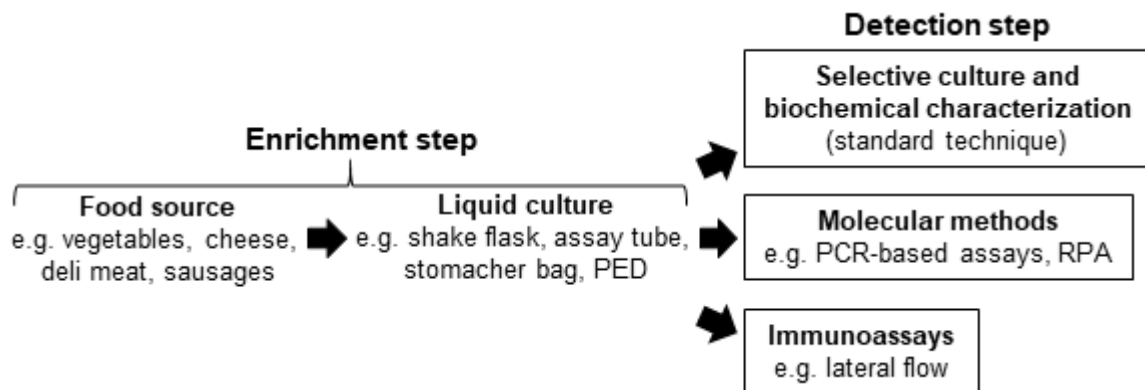 Enrichment step
Food source
e.g. vegetables, cheese,
deli meat, sausages
Liquid culture
e.g. shake flask, assay tube,
stomacher bag, PED
Detection step
Selective culture and
biochemical characterization
(standard technique)
Molecular methods
e.g. PCR-based assays, RPA
Immunoassays
e.g. lateral flow